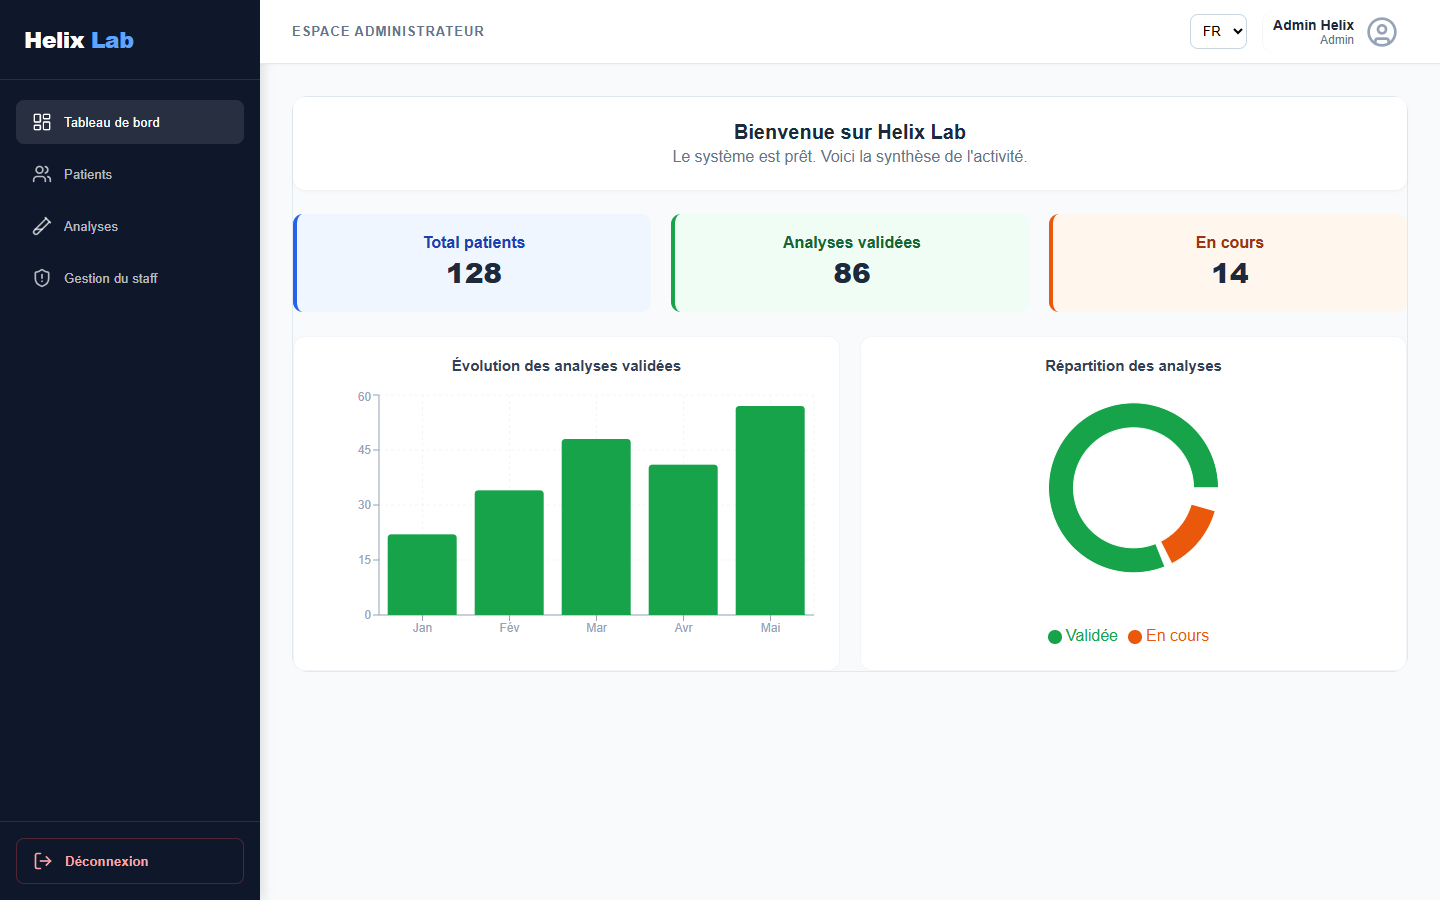 Helix Lab
Tableau de bord
Patients
Analyses
Gestion du staff
Déconnexion
ESPACE ADMINISTRATEUR
FR
Admin Helix
Admin
Bienvenue sur Helix Lab
Le système est prêt. Voici la synthèse de l'activité.
Total patients
128
Analyses validées
86
En cours
14
Évolution des analyses validées
60
45
30
15
0
Jan Fév Mar Avr Mai
Répartition des analyses
Validée En cours